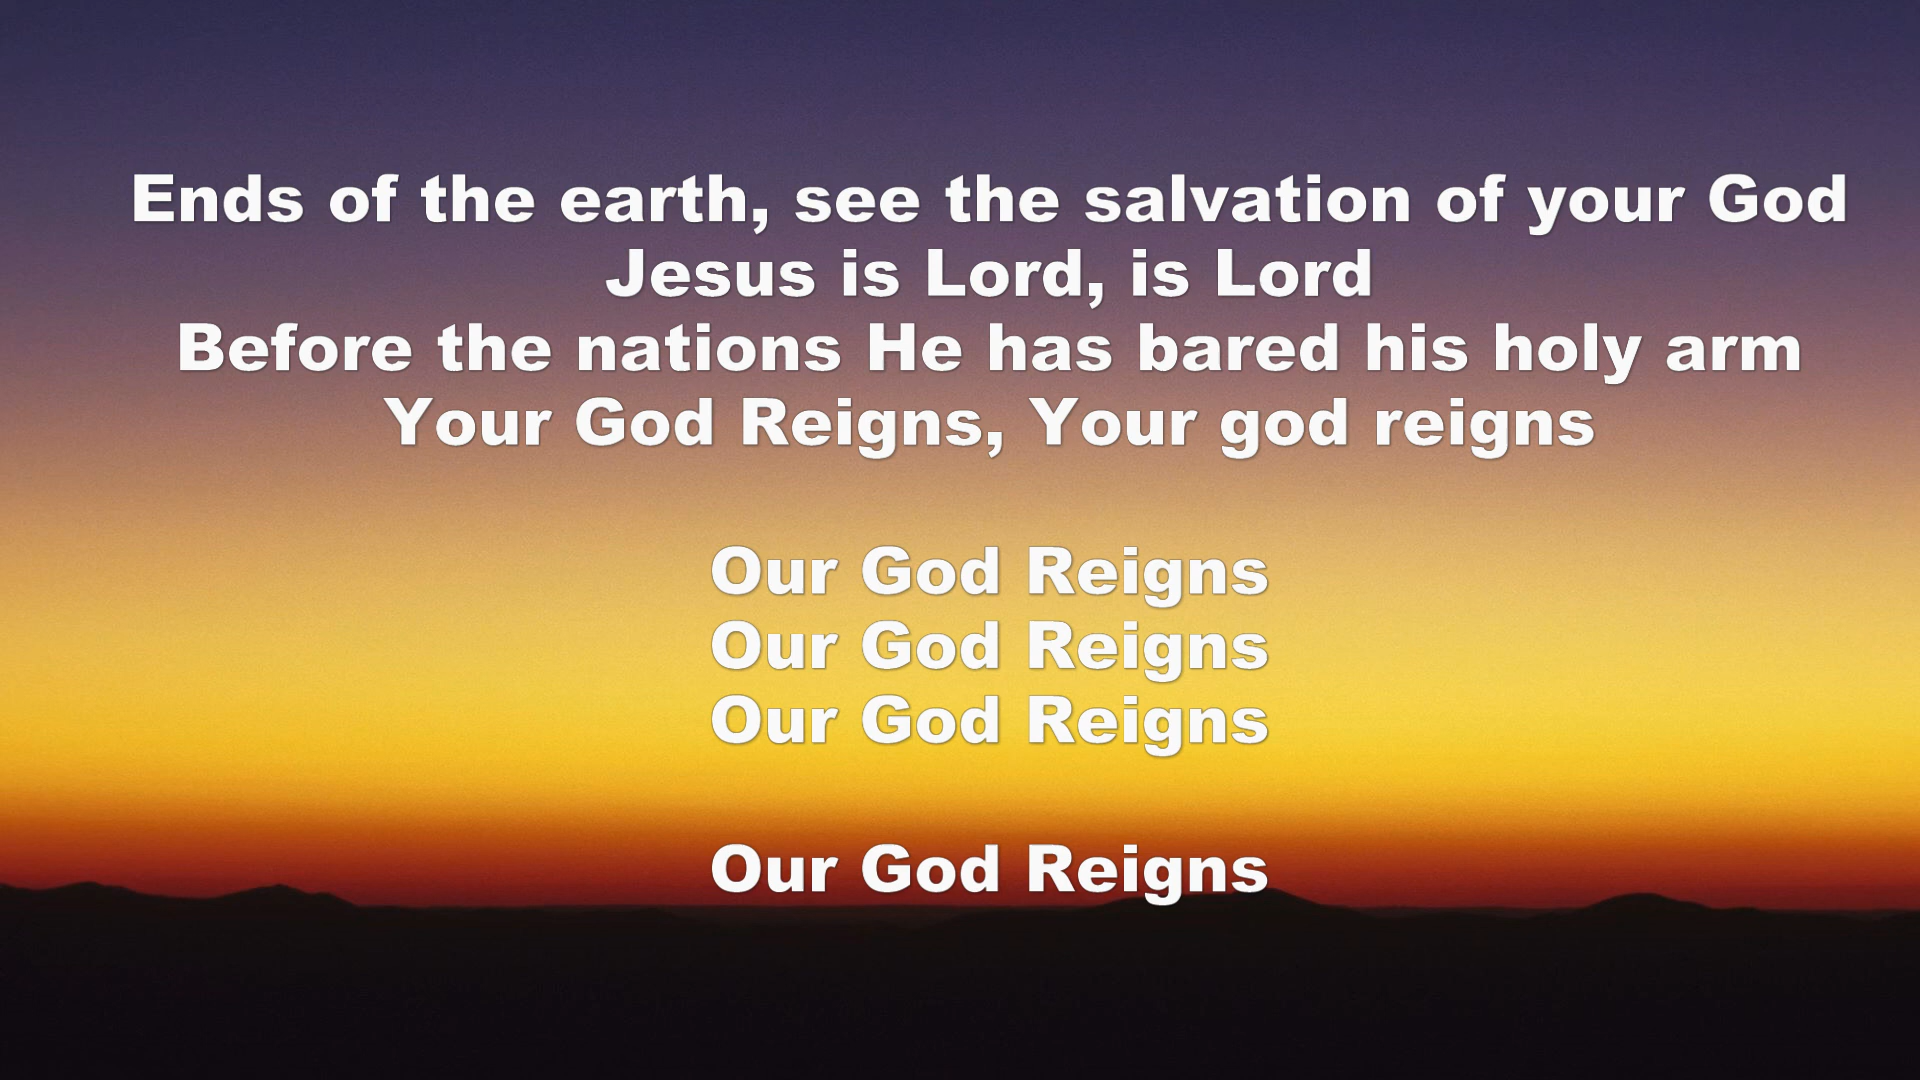 Ends of the earth, see the salvation of your God
Jesus is Lord, is Lord
Before the nations He has bared his holy arm
Your God Reigns, Your god reigns
Our God Reigns
Our God Reigns
Our God Reigns
Our God Reigns